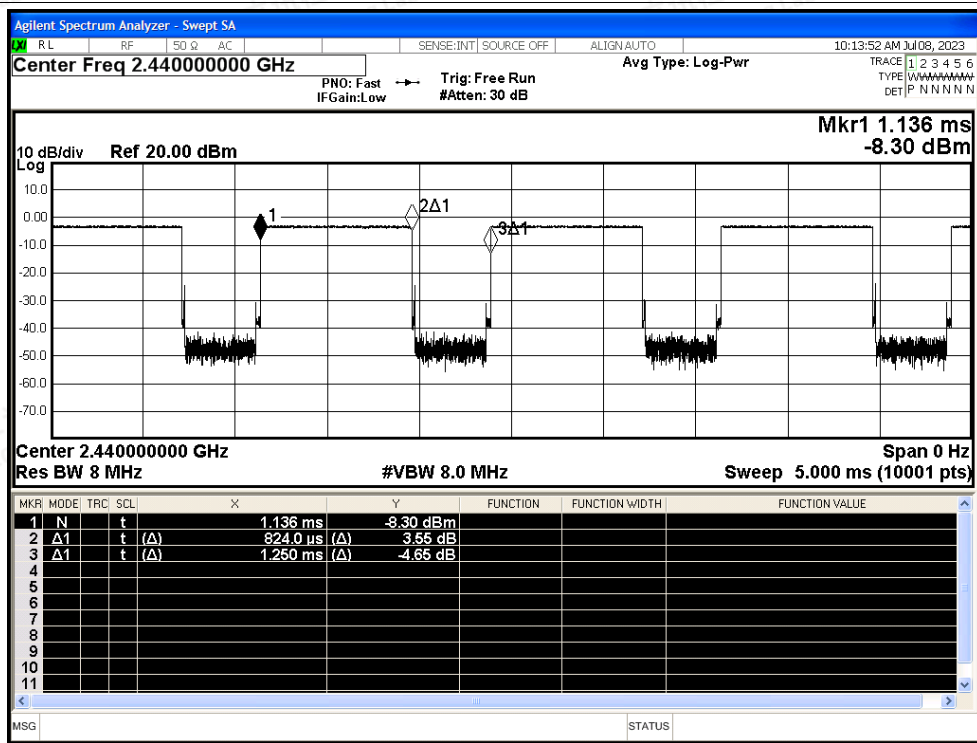 Agilent Spectrum Analyzer - Swept SA
LXI RL RF 50 Ω AC SENSE:INT SOURCE OFF ALIGN AUTO 10:13:52 AM Jul 08, 2023
Center Freq 2.440000000 GHz Avg Type: Log-Pwr TRACE 1 2 3 4 5 6
PNO: Fast Trig: Free Run TYPE WWWWWW
IFGain:Low #Atten: 30 dB DET P N N N N N
Mkr1 1.136 ms
10 dB/div Ref 20.00 dBm -8.30 dBm
Log
10.0
0.00
-10.0
-20.0
-30.0
-40.0
-50.0
-60.0
-70.0
1
2Δ1
3Δ1
Center 2.440000000 GHz Span 0 Hz
Res BW 8 MHz #VBW 8.0 MHz Sweep 5.000 ms (10001 pts)
MKR MODE TRC SCL X Y FUNCTION FUNCTION WIDTH FUNCTION VALUE
1 N t 1.136 ms -8.30 dBm
2 Δ1 t (Δ) 824.0 µs (Δ) 3.55 dB
3 Δ1 t (Δ) 1.250 ms (Δ) -4.65 dB
4
5
6
7
8
9
10
11
MSG STATUS